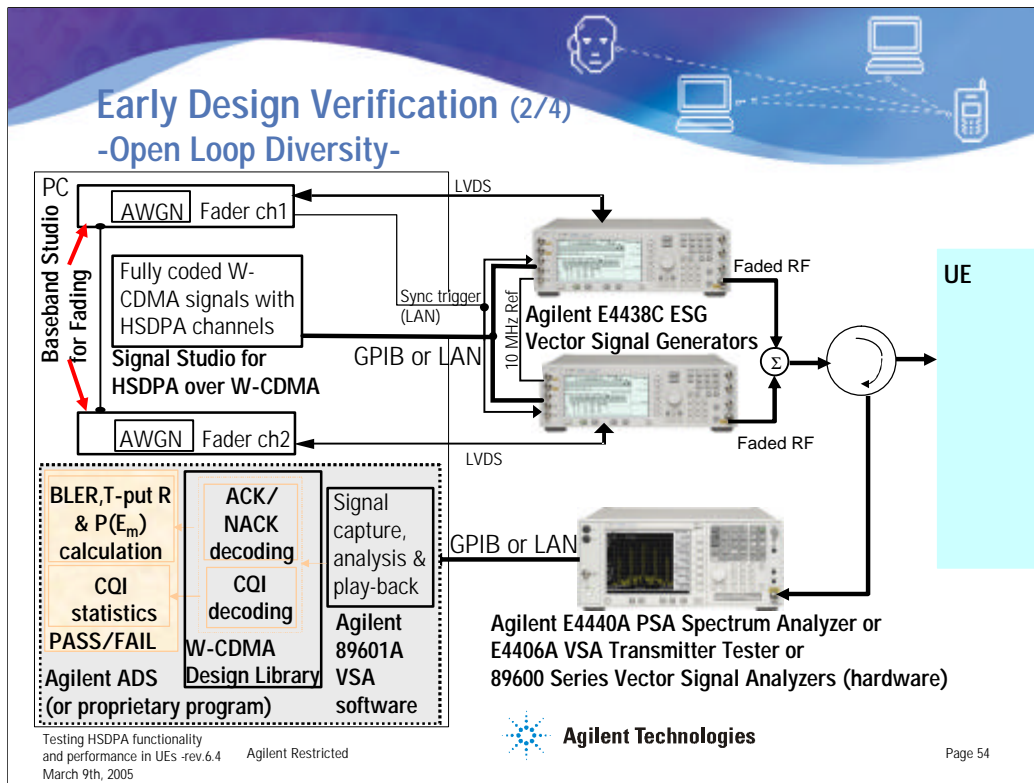 Early Design Verification (2/4)
-Open Loop Diversity-
PC
Baseband Studio
for Fading
AWGN
Fader ch1
LVDS
Fully coded W-
CDMA signals with
HSDPA channels
Signal Studio for
HSDPA over W-CDMA
Sync trigger
(LAN)
GPIB or LAN
10 MHz Ref
Agilent E4438C ESG
Vector Signal Generators
Faded RF
Σ
Faded RF
UE
AWGN
Fader ch2
LVDS
BLER,T-put R
& P(Em)
calculation
CQI
statistics
PASS/FAIL
ACK/
NACK
decoding
CQI
decoding
W-CDMA
Design Library
Signal
capture,
analysis &
play-back
Agilent
89601A
VSA
software
Agilent ADS
(or proprietary program)
GPIB or LAN
Agilent E4440A PSA Spectrum Analyzer or
E4406A VSA Transmitter Tester or
89600 Series Vector Signal Analyzers (hardware)
Testing HSDPA functionality
and performance in UEs -rev.6.4
March 9th, 2005
Agilent Restricted
Agilent Technologies
Page 54